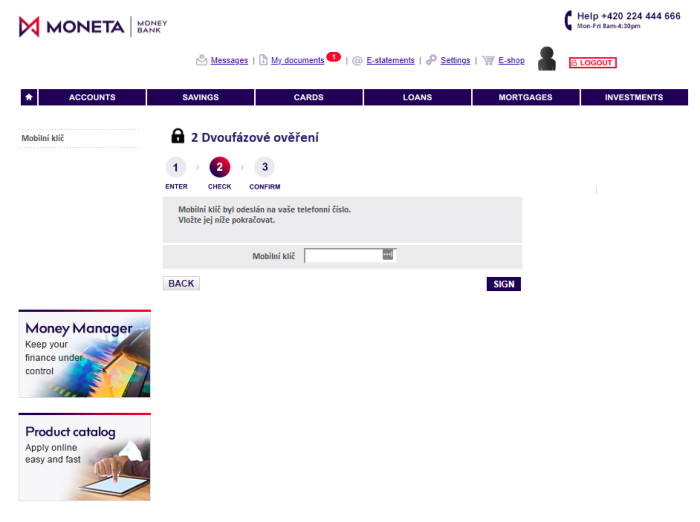 MONETA MONEY BANK
Help +420 224 444 666
Mon-Fri 8am-4:30pm
Messages | My documents 1 | @ E-statements | Settings | E-shop LOGOUT
ACCOUNTS SAVINGS CARDS LOANS MORTGAGES INVESTMENTS
Mobilní klíč
2 Dvoufázové ověření
1 2 3
ENTER CHECK CONFIRM
Mobilní klíč byl odeslán na vaše telefonní číslo.
Vložte jej níže pokračovat.
Mobilní klíč
BACK SIGN
Money Manager
Keep your
finance under
control
Product catalog
Apply online
easy and fast